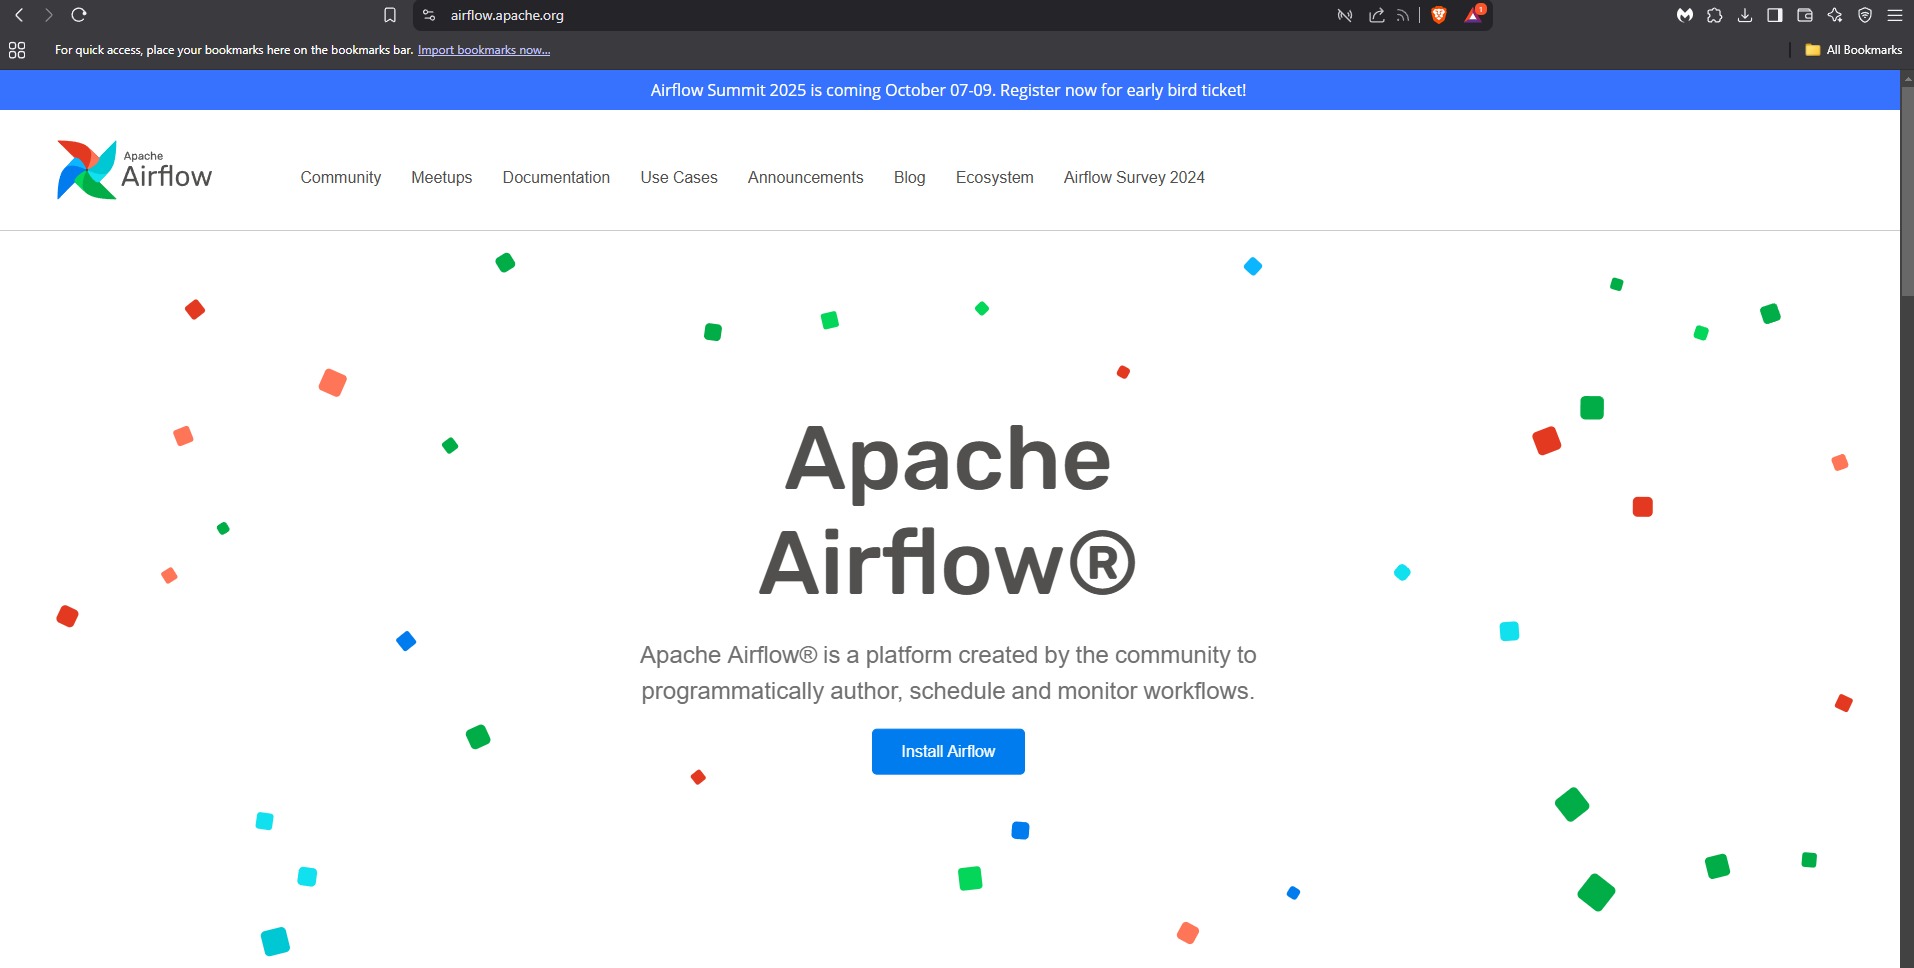 airflow.apache.org
1
For quick access, place your bookmarks here on the bookmarks bar. Import bookmarks now...
All Bookmarks
Airflow Summit 2025 is coming October 07-09. Register now for early bird ticket!
Apache
Airflow
Community
Meetups
Documentation
Use Cases
Announcements
Blog
Ecosystem
Airflow Survey 2024
Apache
Airflow®
Apache Airflow® is a platform created by the community to
programmatically author, schedule and monitor workflows.
Install Airflow